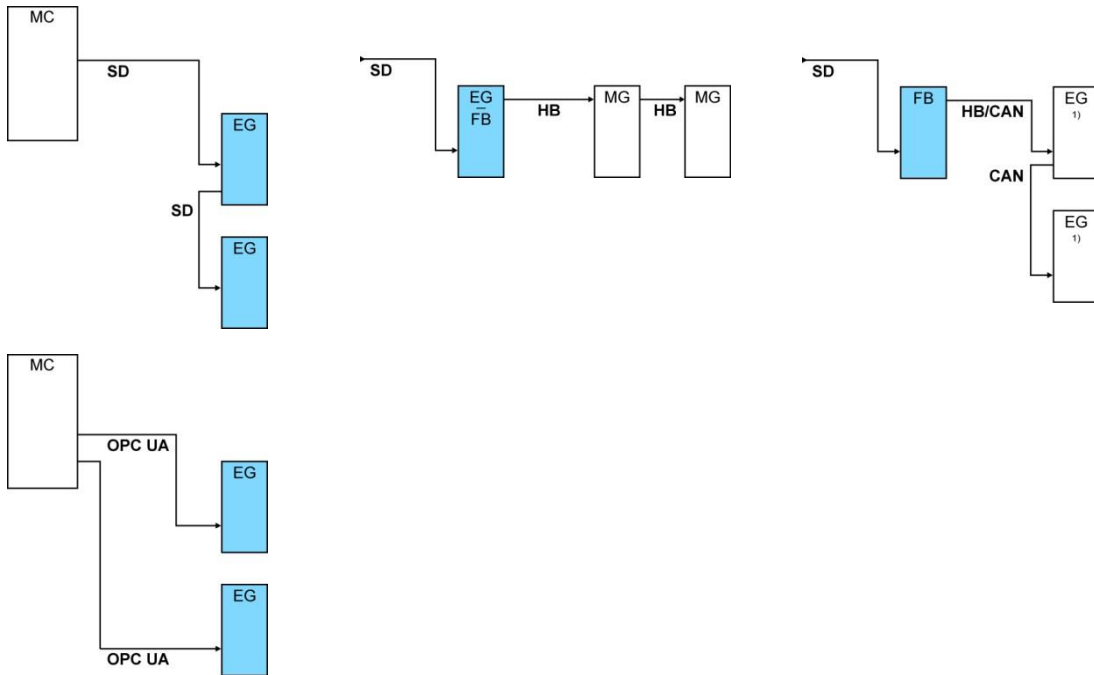 MC
SD
EG
SD
EG
SD
EG
–
FB
HB
MG
HB
MG
SD
FB
HB/CAN
EG
1)
CAN
EG
1)
MC
OPC UA
EG
EG
OPC UA